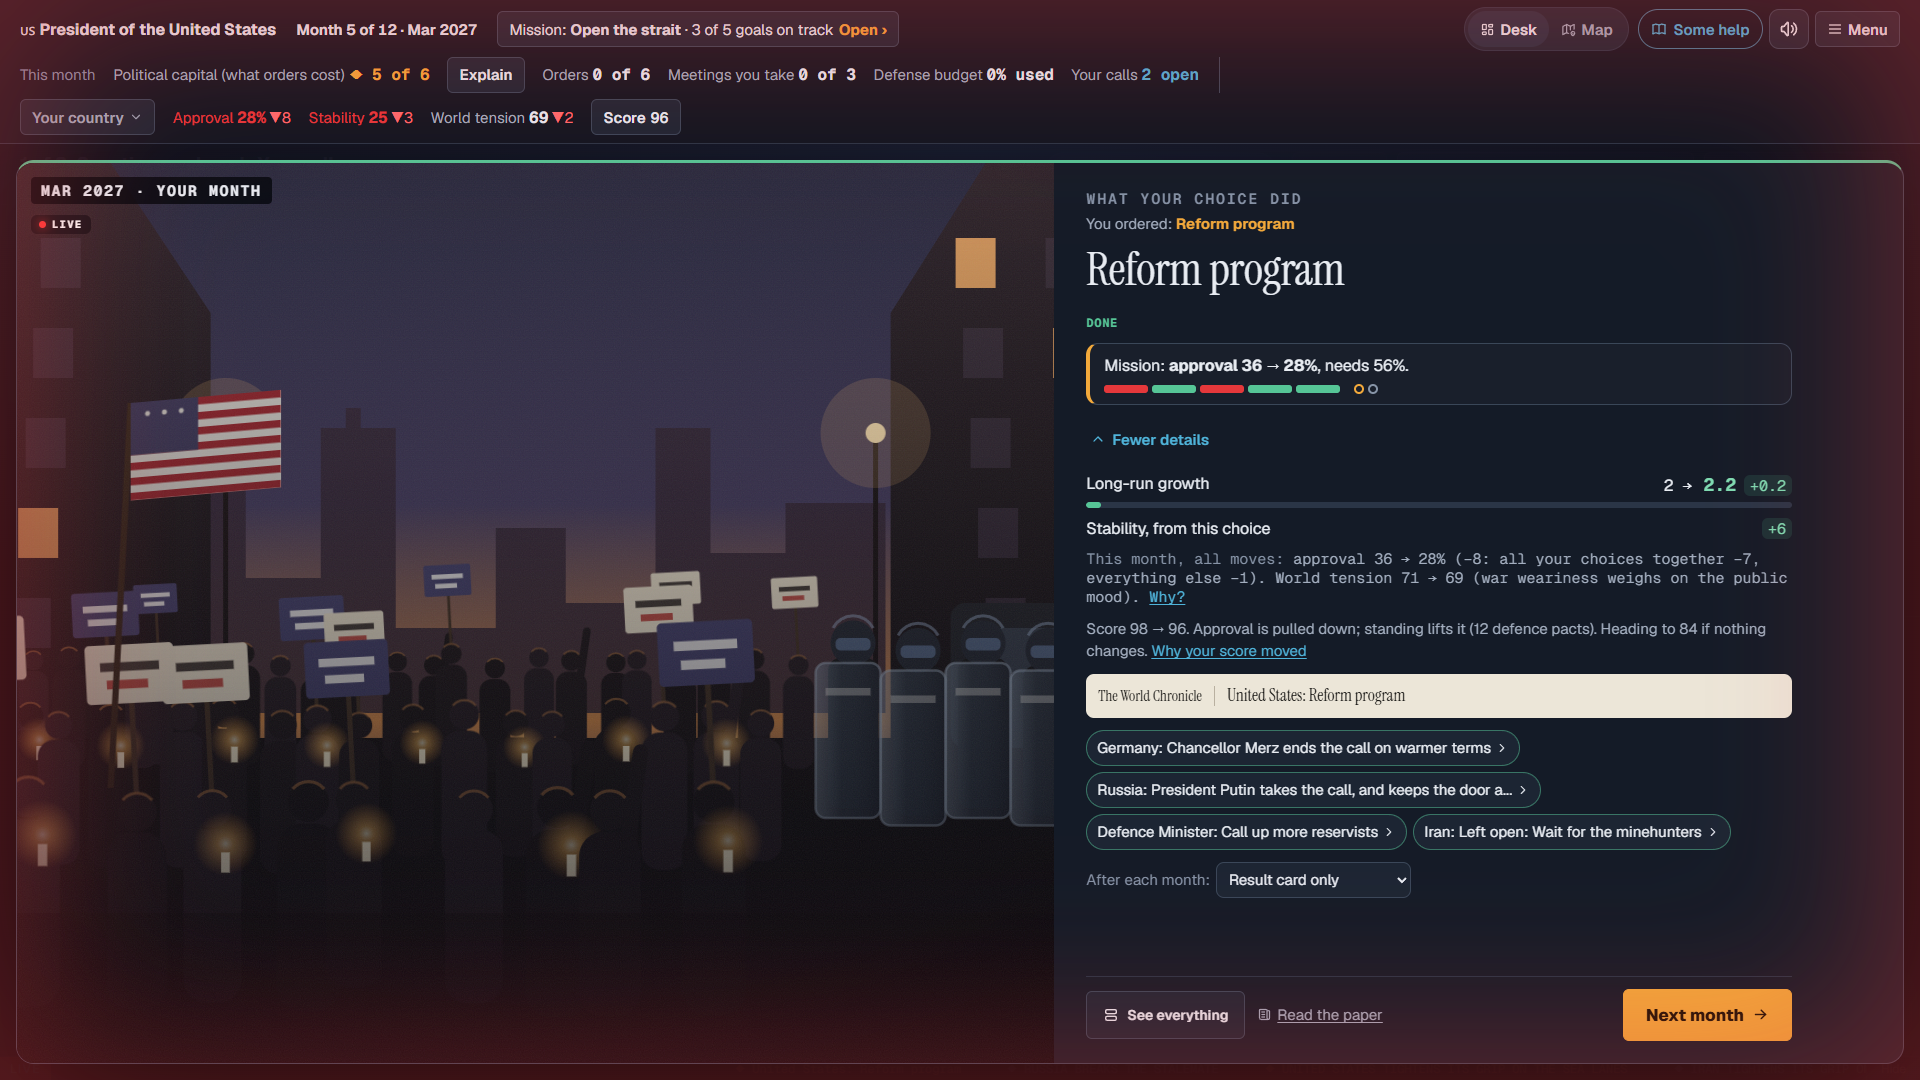 US President of the United States
Month 5 of 12 · Mar 2027
Mission: Open the strait · 3 of 5 goals on track Open ›
Desk
Map
Some help
Menu
This month
Political capital (what orders cost) 5 of 6
Explain
Orders 0 of 6
Meetings you take 0 of 3
Defense budget 0% used
Your calls 2 open
Your country
Approval 28% ▼8
Stability 25 ▼3
World tension 69 ▼2
Score 96
MAR 2027 · YOUR MONTH
LIVE
WHAT YOUR CHOICE DID
You ordered: Reform program
Reform program
DONE
Mission: approval 36 → 28%, needs 56%.
Fewer details
Long-run growth
2 → 2.2 +0.2
Stability, from this choice
+6
This month, all moves: approval 36 → 28% (−8: all your choices together −7,
everything else −1). World tension 71 → 69 (war weariness weighs on the public
mood). Why?
Score 98 → 96. Approval is pulled down; standing lifts it (12 defence pacts). Heading to 84 if nothing
changes. Why your score moved
The World Chronicle
United States: Reform program
Germany: Chancellor Merz ends the call on warmer terms ›
Russia: President Putin takes the call, and keeps the door a... ›
Defence Minister: Call up more reservists ›
Iran: Left open: Wait for the minehunters ›
After each month:
Result card only
See everything
Read the paper
Next month →